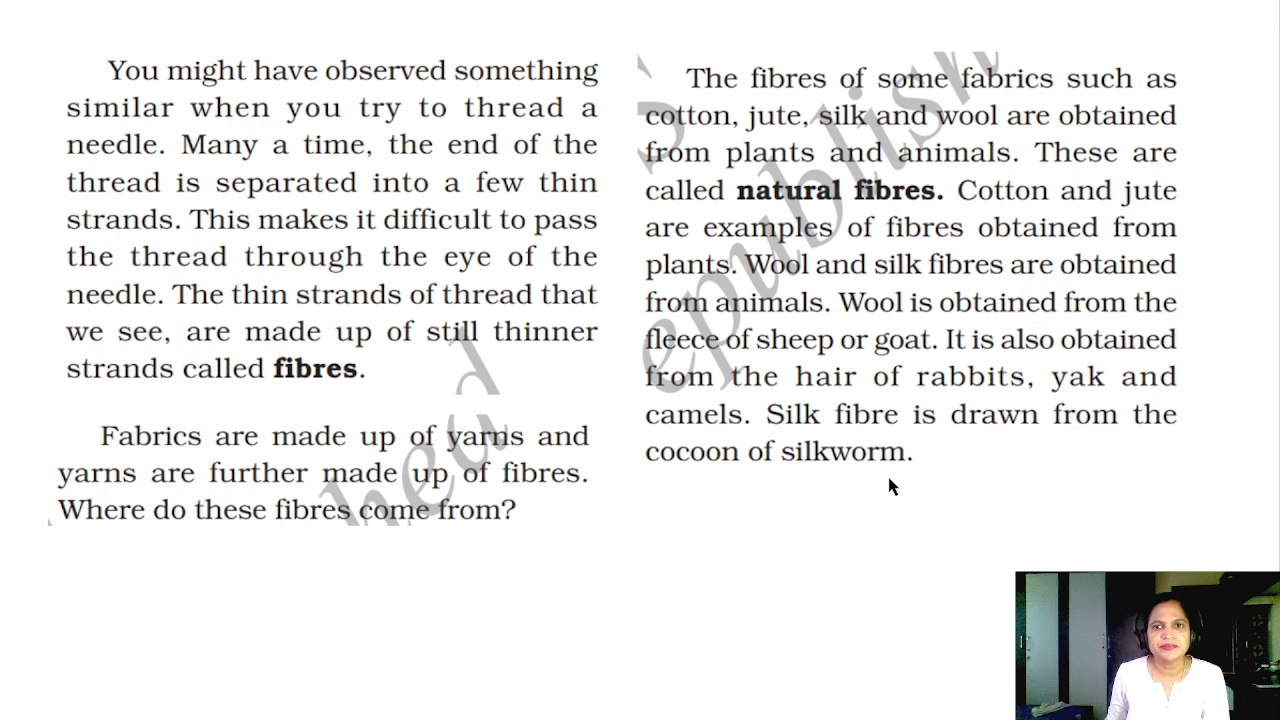 You might have observed something
similar when you try to thread a
needle. Many a time, the end of the
thread is separated into a few thin
strands. This makes it difficult to pass
the thread through the eye of the
needle. The thin strands of thread that
we see, are made up of still thinner
strands called fibres.
Fabrics are made up of yarns and
yarns are further made up of fibres.
Where do these fibres come from?
The fibres of some fabrics such as
cotton, jute, silk and wool are obtained
from plants and animals. These are
called natural fibres. Cotton and jute
are examples of fibres obtained from
plants. Wool and silk fibres are obtained
from animals. Wool is obtained from the
fleece of sheep or goat. It is also obtained
from the hair of rabbits, yak and
camels. Silk fibre is drawn from the
cocoon of silkworm.